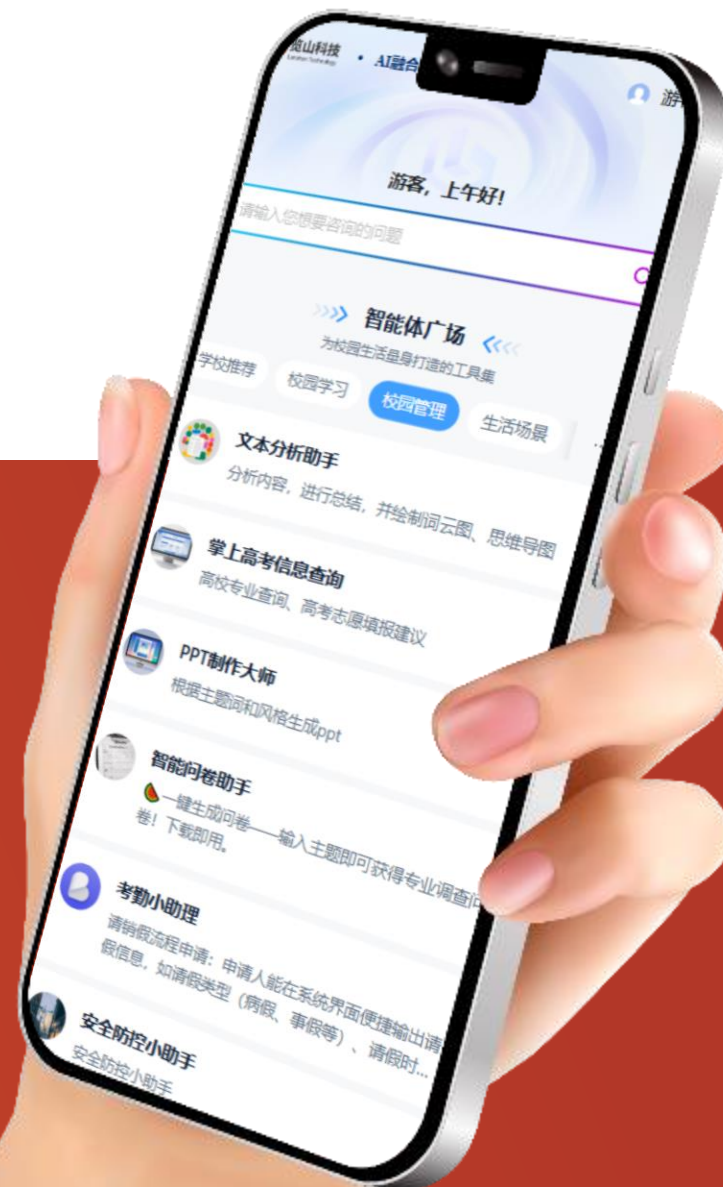 览山科技 • AI融合
游
游客，上午好！
请输入您想要咨询的问题
智能体广场
为校园生活量身打造的工具集
学校推荐 校园学习 校园管理 生活场景 ...
文本分析助手
分析内容，进行总结，并绘制词云图、思维导图
掌上高考信息查询
高校专业查询、高考志愿填报建议
PPT制作大师
根据主题词和风格生成ppt
智能问卷助手
🍉一键生成问卷——输入主题即可获得专业调查问
卷！下载即用。
考勤小助理
请销假流程申请：申请人能在系统界面便捷输出请
假信息，如请假类型（病假、事假等）、请假时...
安全防控小助手
安全防控小助手